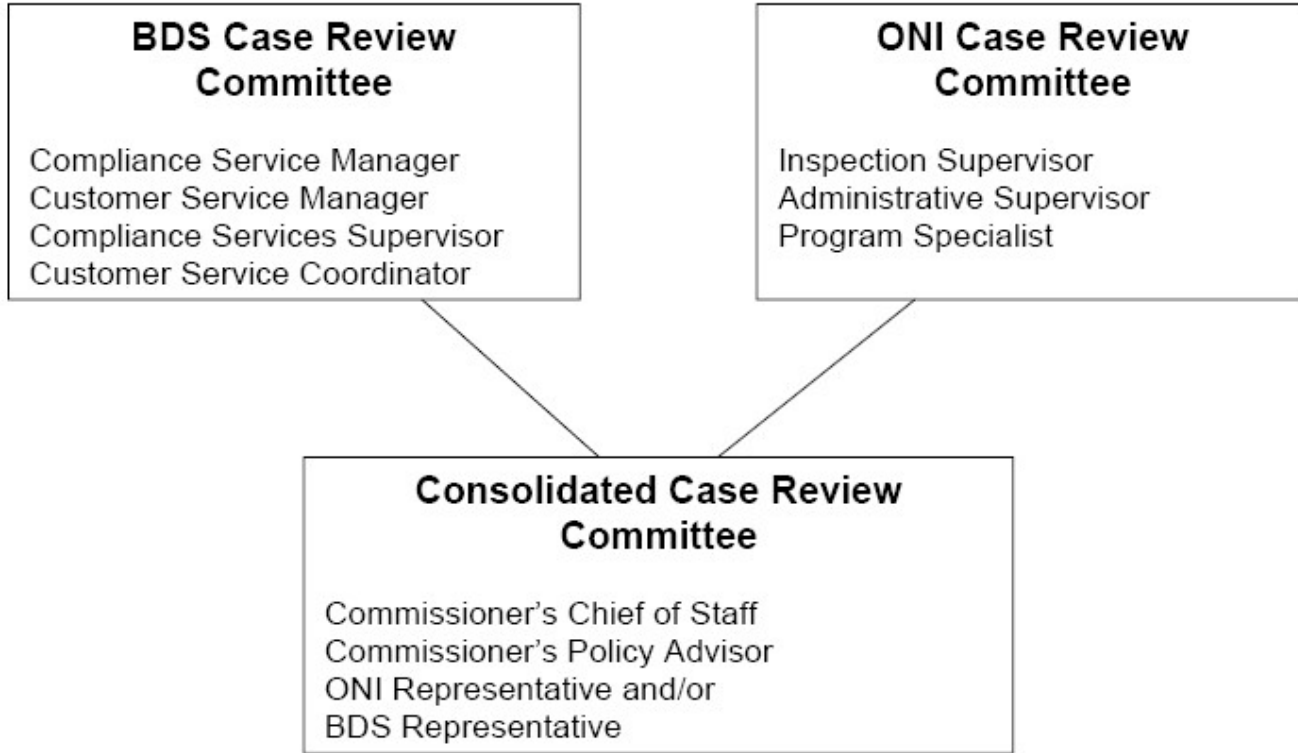 BDS Case Review
Committee
Compliance Service Manager
Customer Service Manager
Compliance Services Supervisor
Customer Service Coordinator
ONI Case Review
Committee
Inspection Supervisor
Administrative Supervisor
Program Specialist
Consolidated Case Review
Committee
Commissioner’s Chief of Staff
Commissioner’s Policy Advisor
ONI Representative and/or
BDS Representative